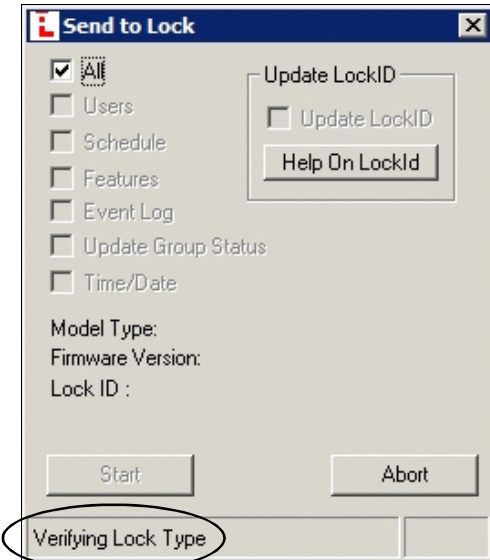 Send to Lock
All
Update LockID
Users
Update LockID
Schedule
Help On LockId
Features
Event Log
Update Group Status
Time/Date
Model Type:
Firmware Version:
Lock ID :
Start
Abort
Verifying Lock Type